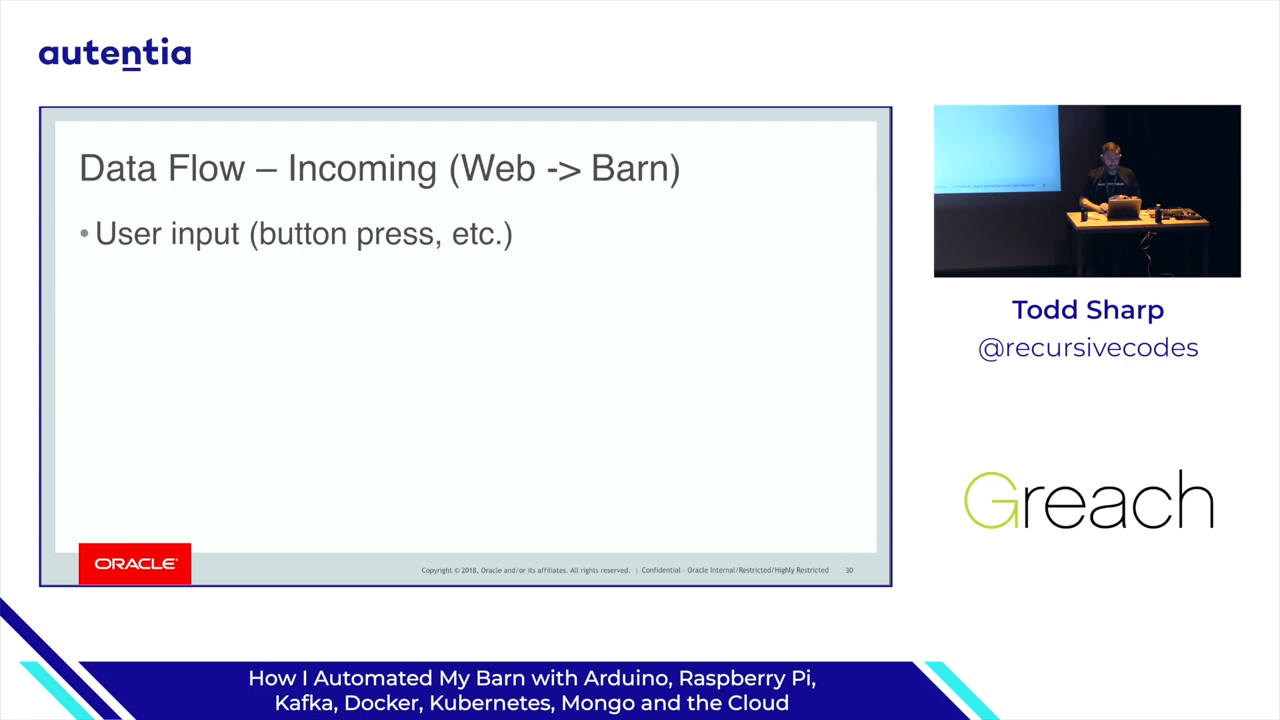 autentia
Data Flow – Incoming (Web -> Barn)
• User input (button press, etc.)
ORACLE
Copyright © 2018, Oracle and/or its affiliates. All rights reserved. | Confidential – Oracle Internal/Restricted/Highly Restricted 30
Todd Sharp
@recursivecodes
Greach
How I Automated My Barn with Arduino, Raspberry Pi,
Kafka, Docker, Kubernetes, Mongo and the Cloud